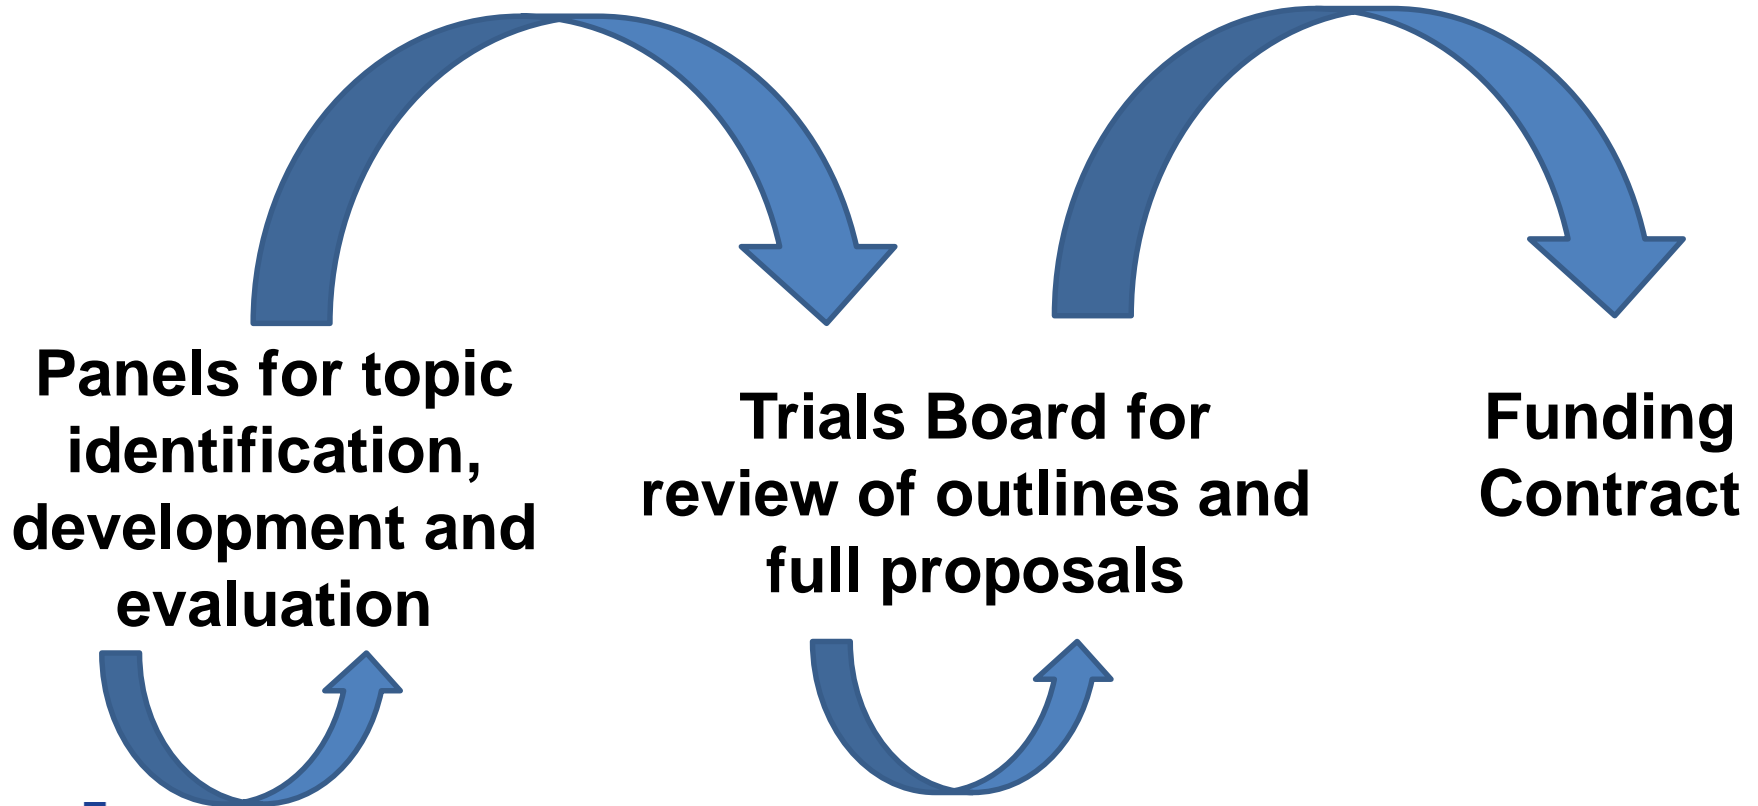 Panels for topic
identification,
development and
evaluation
Trials Board for
review of outlines and
full proposals
Funding
Contract